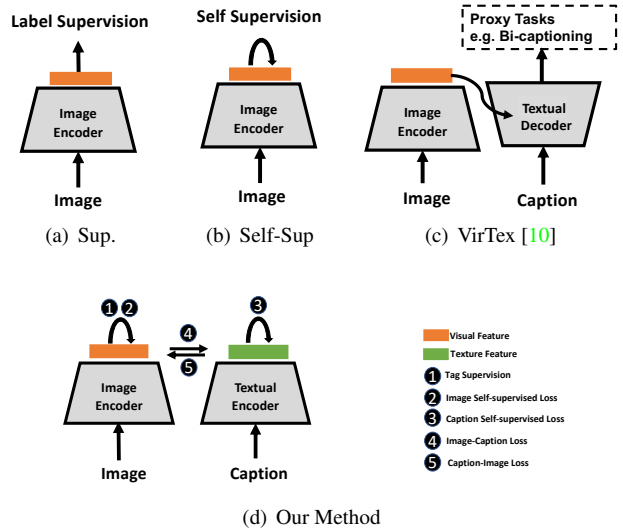 Label Supervision
Image
Encoder
Image
(a) Sup.
Self Supervision
Image
Encoder
Image
(b) Self-Sup
Proxy Tasks
e.g. Bi-captioning
Image
Encoder
Textual
Decoder
Image
Caption
(c) VirTex [10]
1 2
3
4
5
Image
Encoder
Textual
Encoder
Image
Caption
Visual Feature
Texture Feature
1 Tag Supervision
2 Image Self-supervised Loss
3 Caption Self-supervised Loss
4 Image-Caption Loss
5 Caption-Image Loss
(d) Our Method